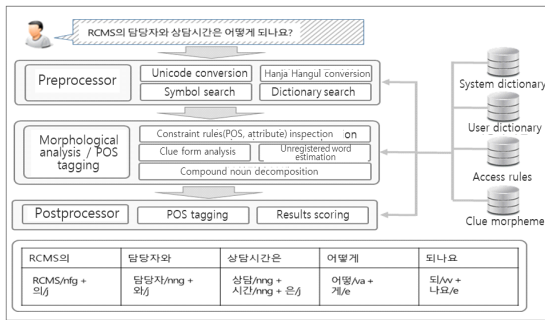 RCMS의 담당자와 상담시간은 어떻게 되나요?
Preprocessor
Unicode conversion
Hanja Hangul conversion
Symbol search
Dictionary search
Morphological
analysis / POS
tagging
Constraint rules(POS, attribute) inspection on
Clue form analysis
Unregistered word
estimation
Compound noun decomposition
Postprocessor
POS tagging
Results scoring
System dictionary
User dictionary
Access rules
Clue morpheme
RCMS의 담당자와 상담시간은 어떻게 되나요
RCMS/nfg + 담당자/nng + 상담/nng + 어떻/va + 되/vv +
의/j 와/j 시간/nng + 은/j 게/e 나요/e